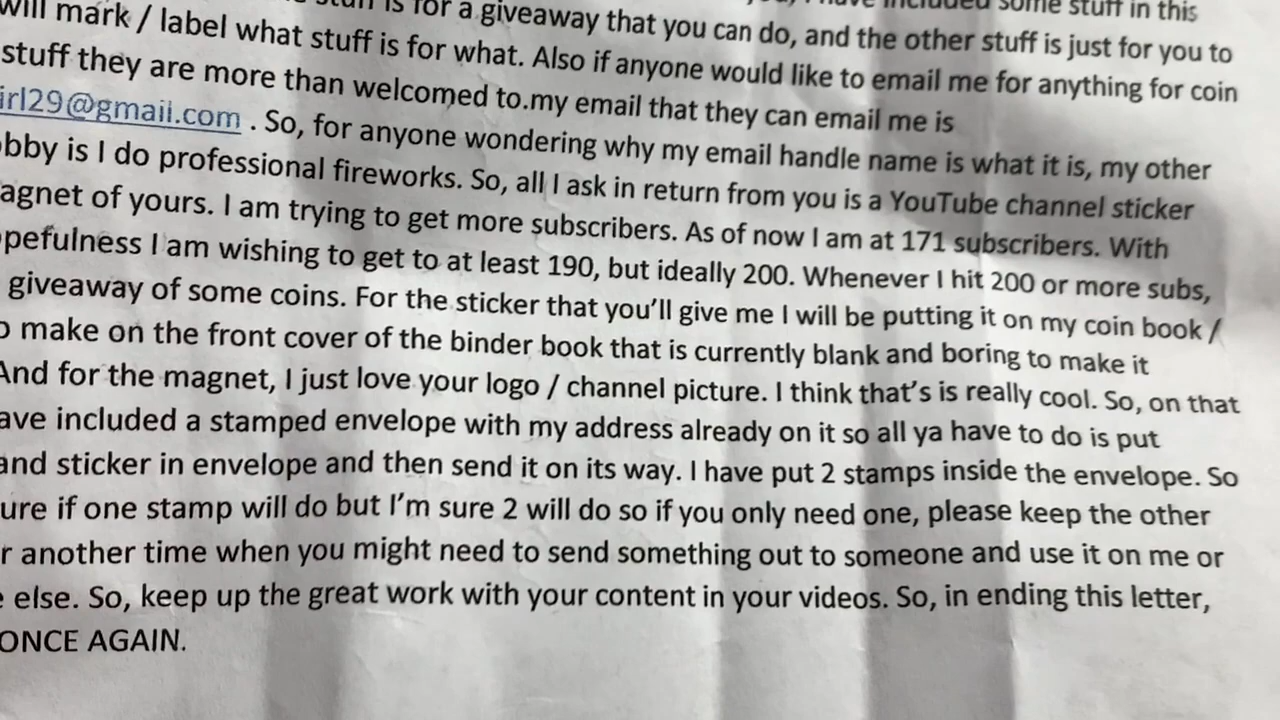 stuff is for a giveaway that you can do, and the other stuff is just for you to
will mark / label what stuff is for what. Also if anyone would like to email me for anything for coin
stuff they are more than welcomed to.my email that they can email me is
irl29@gmail.com . So, for anyone wondering why my email handle name is what it is, my other
obby is I do professional fireworks. So, all I ask in return from you is a YouTube channel sticker
agnet of yours. I am trying to get more subscribers. As of now I am at 171 subscribers. With
pefulness I am wishing to get to at least 190, but ideally 200. Whenever I hit 200 or more subs,
giveaway of some coins. For the sticker that you'll give me I will be putting it on my coin book /
o make on the front cover of the binder book that is currently blank and boring to make it
And for the magnet, I just love your logo / channel picture. I think that's is really cool. So, on that
ave included a stamped envelope with my address already on it so all ya have to do is put
and sticker in envelope and then send it on its way. I have put 2 stamps inside the envelope. So
ure if one stamp will do but I'm sure 2 will do so if you only need one, please keep the other
r another time when you might need to send something out to someone and use it on me or
e else. So, keep up the great work with your content in your videos. So, in ending this letter,
ONCE AGAIN.